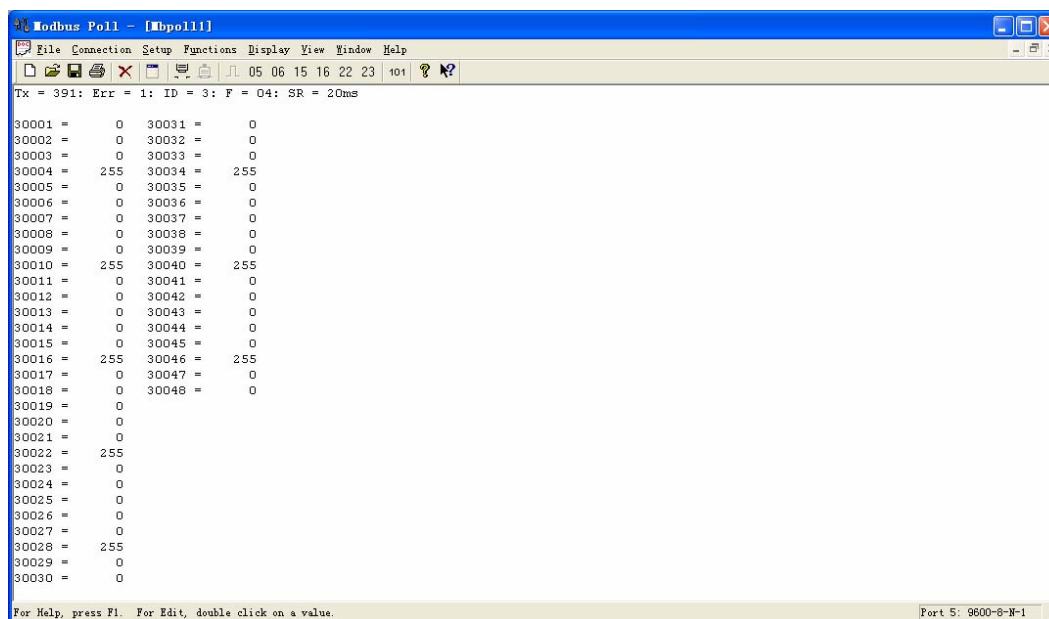 Modbus Poll - [Mbpoll1]
File Connection Setup Functions Display View Window Help
05 06 15 16 22 23 101
Tx = 391: Err = 1: ID = 3: F = 04: SR = 20ms
30001 = 0 30031 = 0
30002 = 0 30032 = 0
30003 = 0 30033 = 0
30004 = 255 30034 = 255
30005 = 0 30035 = 0
30006 = 0 30036 = 0
30007 = 0 30037 = 0
30008 = 0 30038 = 0
30009 = 0 30039 = 0
30010 = 255 30040 = 255
30011 = 0 30041 = 0
30012 = 0 30042 = 0
30013 = 0 30043 = 0
30014 = 0 30044 = 0
30015 = 0 30045 = 0
30016 = 255 30046 = 255
30017 = 0 30047 = 0
30018 = 0 30048 = 0
30019 = 0
30020 = 0
30021 = 0
30022 = 255
30023 = 0
30024 = 0
30025 = 0
30026 = 0
30027 = 0
30028 = 255
30029 = 0
30030 = 0
For Help, press F1. For Edit, double click on a value. Port 5: 9600-8-N-1